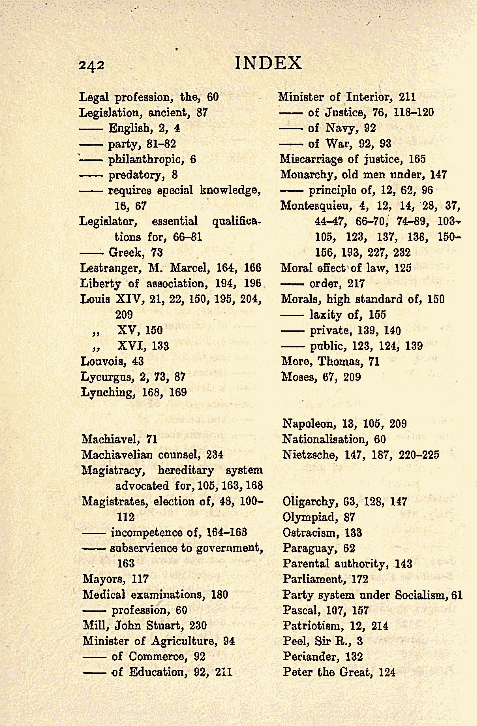 242 INDEX
Legal profession, the, 60
Legislation, ancient, 87
—— English, 2, 4
—— party, 81-82
—— philanthropic, 6
—— predatory, 8
—— requires special knowledge,
16, 67
Legislator, essential qualifica-
tions for, 66-81
—— Greek, 73
Lestranger, M. Marcel, 164, 166
Liberty of association, 194, 196
Louis XIV, 21, 22, 150, 195, 204,
209
„ XV, 150
„ XVI, 133
Louvois, 43
Lycurgus, 2, 73, 87
Lynching, 168, 169
Machiavel, 71
Machiavelian counsel, 234
Magistracy, hereditary system
advocated for, 105, 163, 168
Magistrates, election of, 48, 100-
112
—— incompetence of, 164-168
—— subservience to government,
163
Mayors, 117
Medical examinations, 180
—— profession, 60
Mill, John Stuart, 230
Minister of Agriculture, 94
—— of Commerce, 92
—— of Education, 92, 211
Minister of Interior, 211
—— of Justice, 76, 118-120
—— of Navy, 92
—— of War, 92, 93
Miscarriage of justice, 165
Monarchy, old men under, 147
—— principle of, 12, 62, 96
Montesquieu, 4, 12, 14, 28, 37,
44-47, 66-70, 74-89, 103-
105, 123, 137, 138, 150-
156, 193, 227, 232
Moral effect of law, 125
—— order, 217
Morals, high standard of, 150
—— laxity of, 155
—— private, 139, 140
—— public, 123, 124, 139
More, Thomas, 71
Moses, 67, 209
Napoleon, 13, 105, 209
Nationalisation, 60
Nietzsche, 147, 187, 220-225
Oligarchy, 63, 128, 147
Olympiad, 87
Ostracism, 133
Paraguay, 62
Parental authority, 143
Parliament, 172
Party system under Socialism, 61
Pascal, 107, 157
Patriotism, 12, 214
Peel, Sir R., 3
Periander, 132
Peter the Great, 124